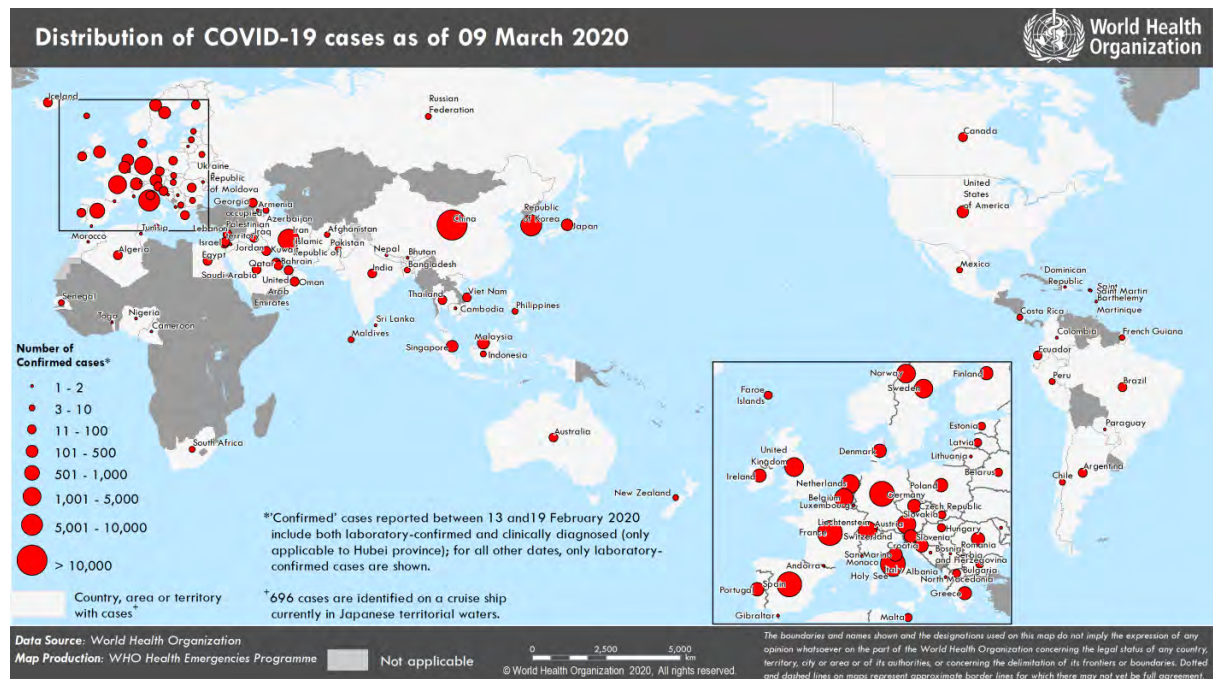 Distribution of COVID-19 cases as of 09 March 2020
World Health
Organization
Iceland
Russian
Federation
Ukraine
Republic
of Moldova
Georgia
Armenia
occupied
Azerbaijan
Palestinian
territory
Lebanon
Israel
Iraq
Iran
(Islamic
Republic of)
Jordan
Kuwait
Afghanistan
Pakistan
Nepal
Bhutan
Bangladesh
China
Republic
of Korea
Japan
Morocco
Tunisia
Algeria
Egypt
Qatar
Bahrain
Saudi Arabia
United
Arab
Emirates
Oman
India
Thailand
Viet Nam
Cambodia
Philippines
Senegal
Togo
Nigeria
Cameroon
Sri Lanka
Maldives
Singapore
Malaysia
Indonesia
South Africa
Australia
New Zealand
Canada
United
States
of America
Mexico
Dominican
Republic
Saint
Saint Martin
Barthelemy
Martinique
Costa Rica
Colombia
French Guiana
Ecuador
Peru
Brazil
Paraguay
Chile
Argentina
Number of
Confirmed cases*
1 - 2
3 - 10
11 - 100
101 - 500
501 - 1,000
1,001 - 5,000
5,001 - 10,000
> 10,000
Country, area or territory
with cases+
*'Confirmed' cases reported between 13 and19 February 2020
include both laboratory-confirmed and clinically diagnosed (only
applicable to Hubei province); for all other dates, only laboratory-
confirmed cases are shown.
+696 cases are identified on a cruise ship
currently in Japanese territorial waters.
Norway
Sweden
Finland
Faroe
Islands
Estonia
Latvia
Lithuania
Belarus
United
Kingdom
Ireland
Denmark
Netherlands
Belgium
Luxembourg
Germany
Poland
Czech Republic
Slovakia
Liechtenstein
Austria
Hungary
France
Switzerland
Slovenia
Croatia
Romania
San Marino
Monaco
Bosnia
and Herzegovina
Serbia
Andorra
Italy
Holy See
Albania
Bulgaria
North Macedonia
Portugal
Spain
Greece
Gibraltar
Malta
Data Source: World Health Organization
Map Production: WHO Health Emergencies Programme
Not applicable
0 2,500 5,000
km
© World Health Organization 2020, All rights reserved.
The boundaries and names shown and the designations used on this map do not imply the expression of any
opinion whatsoever on the part of the World Health Organization concerning the legal status of any country,
territory, city or area or of its authorities, or concerning the delimitation of its frontiers or boundaries. Dotted
and dashed lines on maps represent approximate border lines for which there may not yet be full agreement.